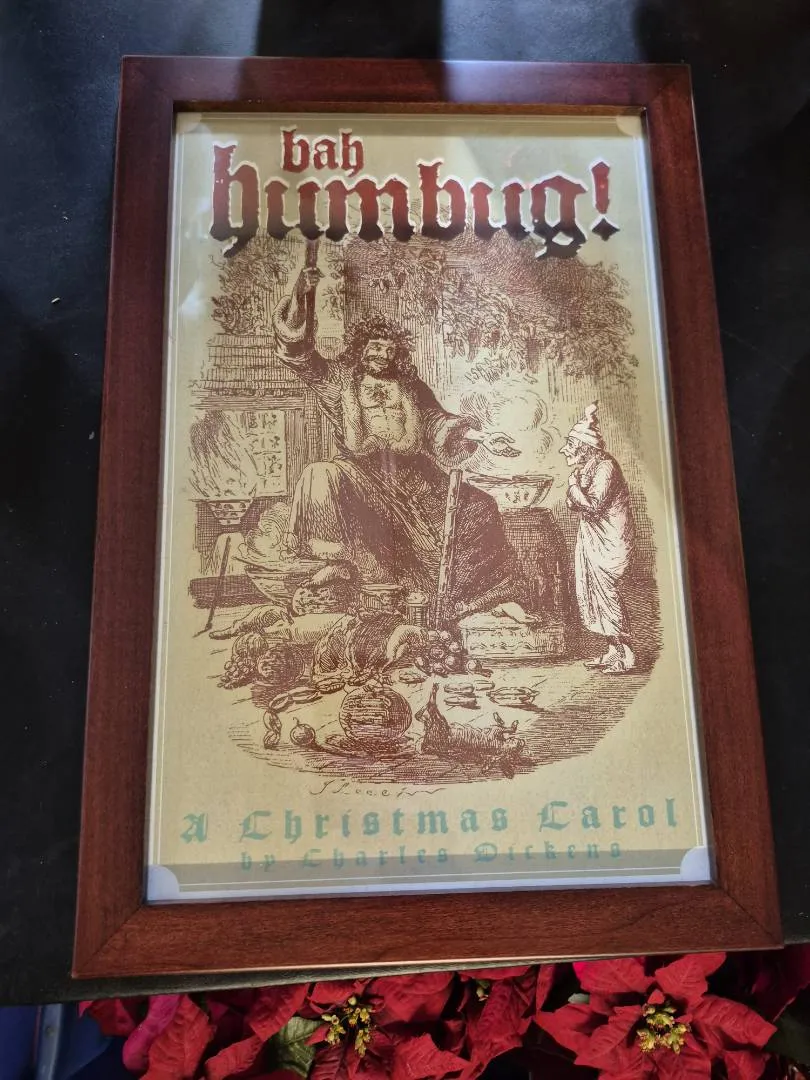 bah
humbug!
A Christmas Carol
by Charles Dickens